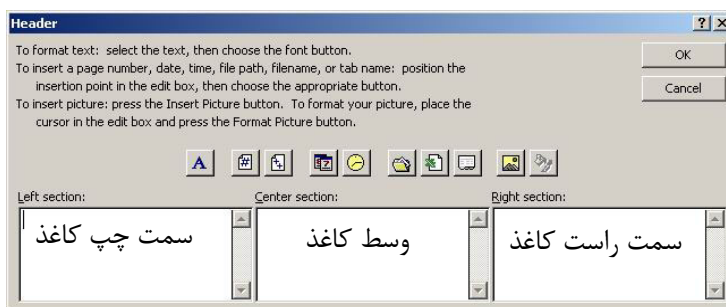 Header
To format text: select the text, then choose the font button.
To insert a page number, date, time, file path, filename, or tab name: position the
insertion point in the edit box, then choose the appropriate button.
To insert picture: press the Insert Picture button. To format your picture, place the
cursor in the edit box and press the Format Picture button.
OK
Cancel
Left section:
Center section:
Right section:
سمت چپ کاغذ
وسط کاغذ
سمت راست کاغذ